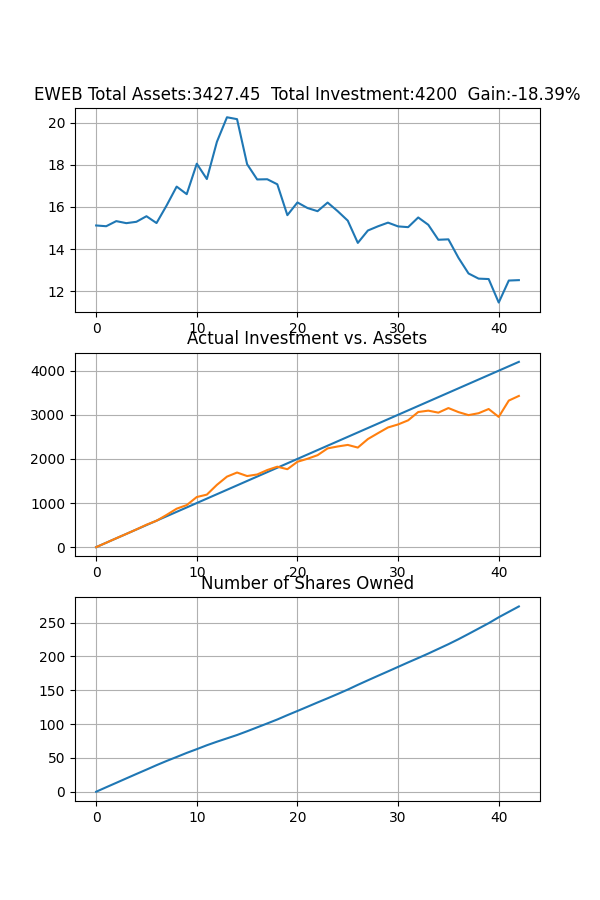 EWEB Total Assets:3427.45  Total Investment:4200  Gain:-18.39%
20
18
16
14
12
0 10 20 30 40
Actual Investment vs. Assets
4000
3000
2000
1000
0
0 10 20 30 40
Number of Shares Owned
250
200
150
100
50
0
0 10 20 30 40